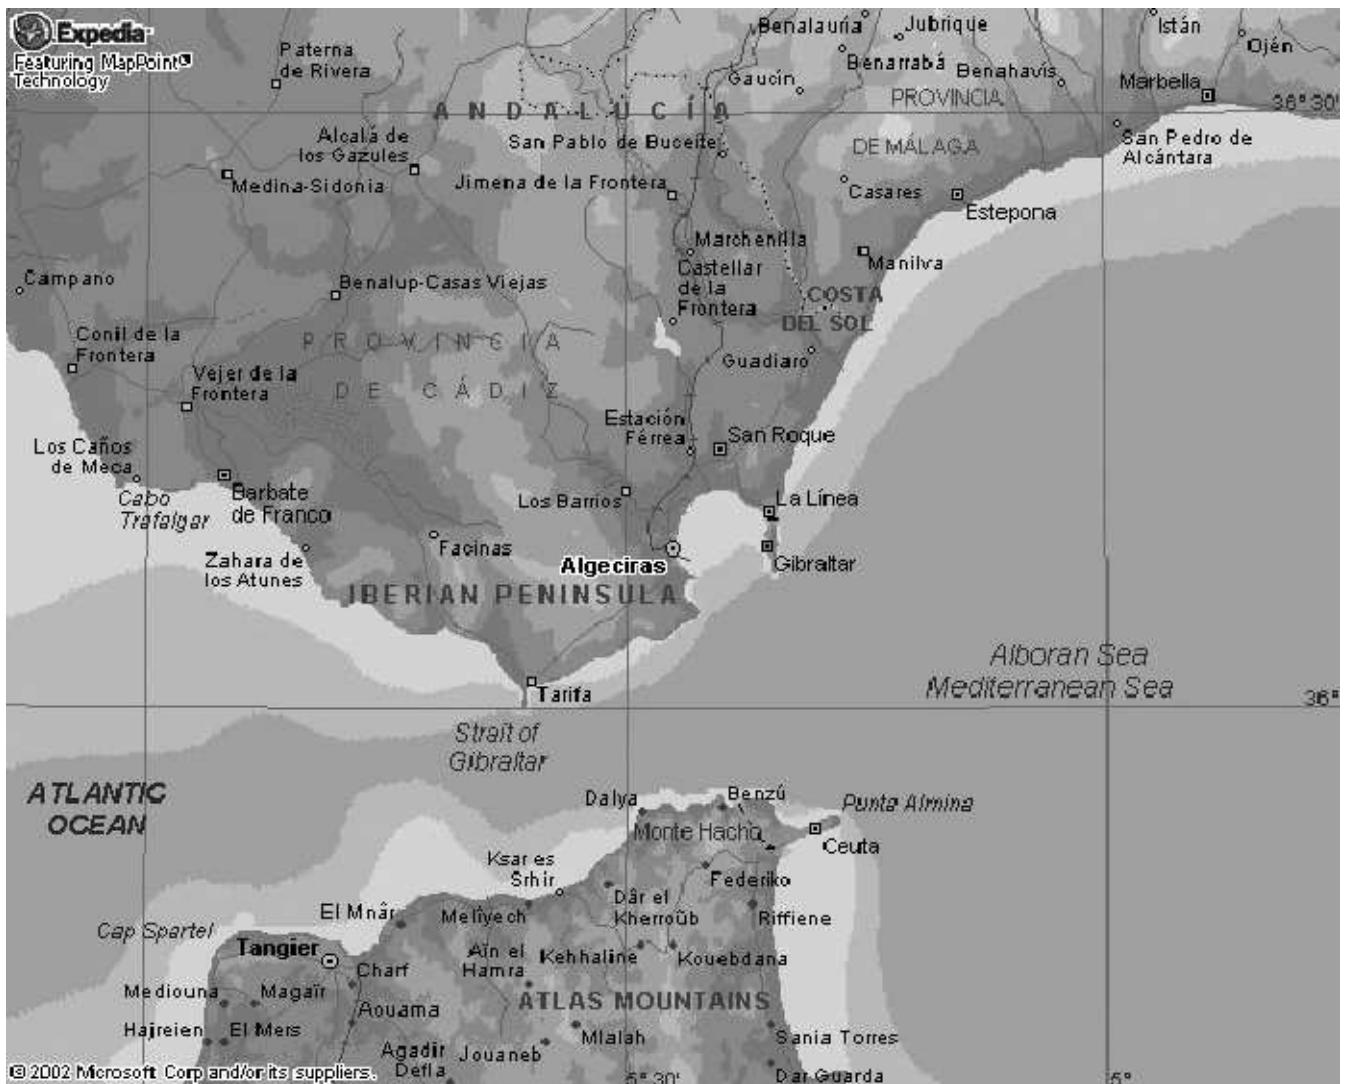 Expedia
Featuring MapPoint®
Technology
Benalauría
Jubrique
Istán
Ojén
Paterna
de Rivera
Benarrabá
Gaucín
Benahavís
Marbella
PROVINCIA
DE MÁLAGA
36° 30'
ANDALUCÍA
San Pedro de
Alcántara
Alcalá de
los Gazules
San Pablo de Buceite
Medina-Sidonia
Jimena de la Frontera
Casares
Estepona
Marchenilla
Manilva
Campano
Benalup-Casas Viejas
Castellar
de la
Frontera
COSTA
DEL SOL
Conil de la
Frontera
PROVINCIA
DE CÁDIZ
Guadiaro
Vejer de la
Frontera
Estación
Férrea
San Roque
Los Caños
de Meca
Cabo
Trafalgar
Barbate
de Franco
Los Barrios
La Línea
Facinas
Algeciras
Gibraltar
Zahara de
los Atunes
IBERIAN PENINSULA
Alboran Sea
Mediterranean Sea
Tarifa
36°
Strait of
Gibraltar
ATLANTIC
OCEAN
Dalya
Benzú
Punta Almina
Monte Hacho
Ceuta
Ksar es
Srhir
Federiko
Dâr el
Kherroûb
Riffiene
El Mnâr
Meliyech
Cap Spartel
Tangier
Aïn el
Hamra
Kehhaline
Kouebdana
Charf
Mediouna
Magaïr
Aouama
ATLAS MOUNTAINS
Hajreien
El Mers
Mlalah
Sania Torres
Agadir
Defla
Jouaneb
Dar Guarda
© 2002 Microsoft Corp and/or its suppliers.
5° 30'
5°